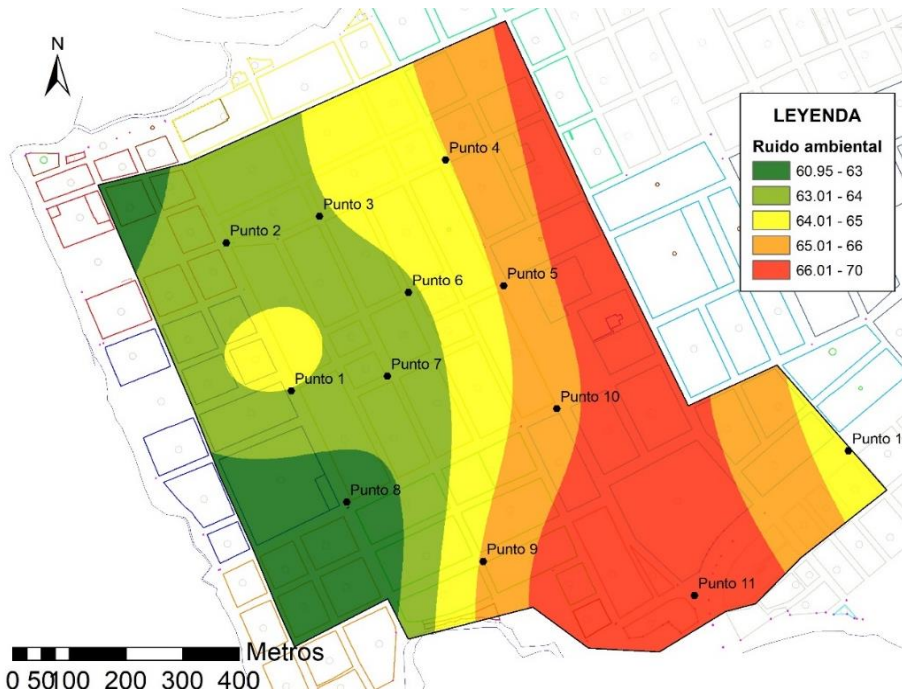 N
LEYENDA
Ruido ambiental
60.95 - 63
63.01 - 64
64.01 - 65
65.01 - 66
66.01 - 70
Punto 4
Punto 3
Punto 2
Punto 6
Punto 5
Punto 7
Punto 1
Punto 10
Punto 1
Punto 8
Punto 9
Punto 11
Metros
0 50 100 200 300 400